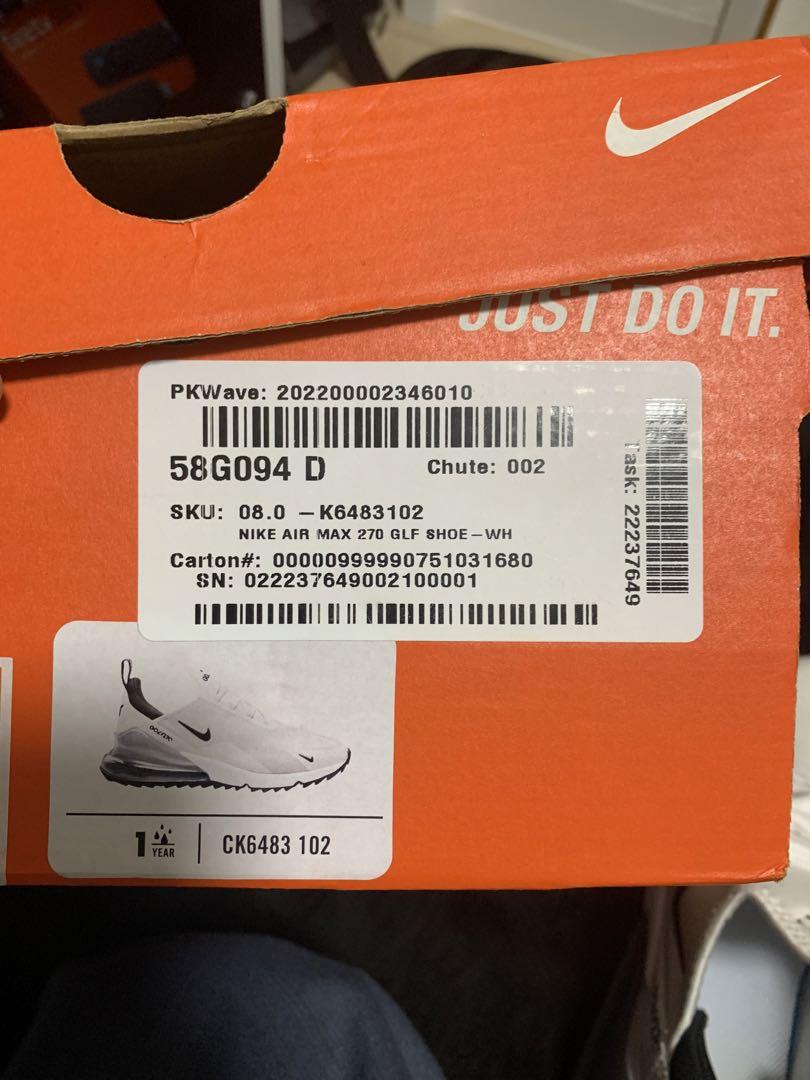 JUST DO IT.
PKWave: 202200002346010
58G094 D Chute: 002
SKU: 08.0 -K6483102
NIKE AIR MAX 270 GLF SHOE-WH
Carton#: 00000999990751031680
SN: 022237649002100001
Task: 22237649
1 YEAR | CK6483 102